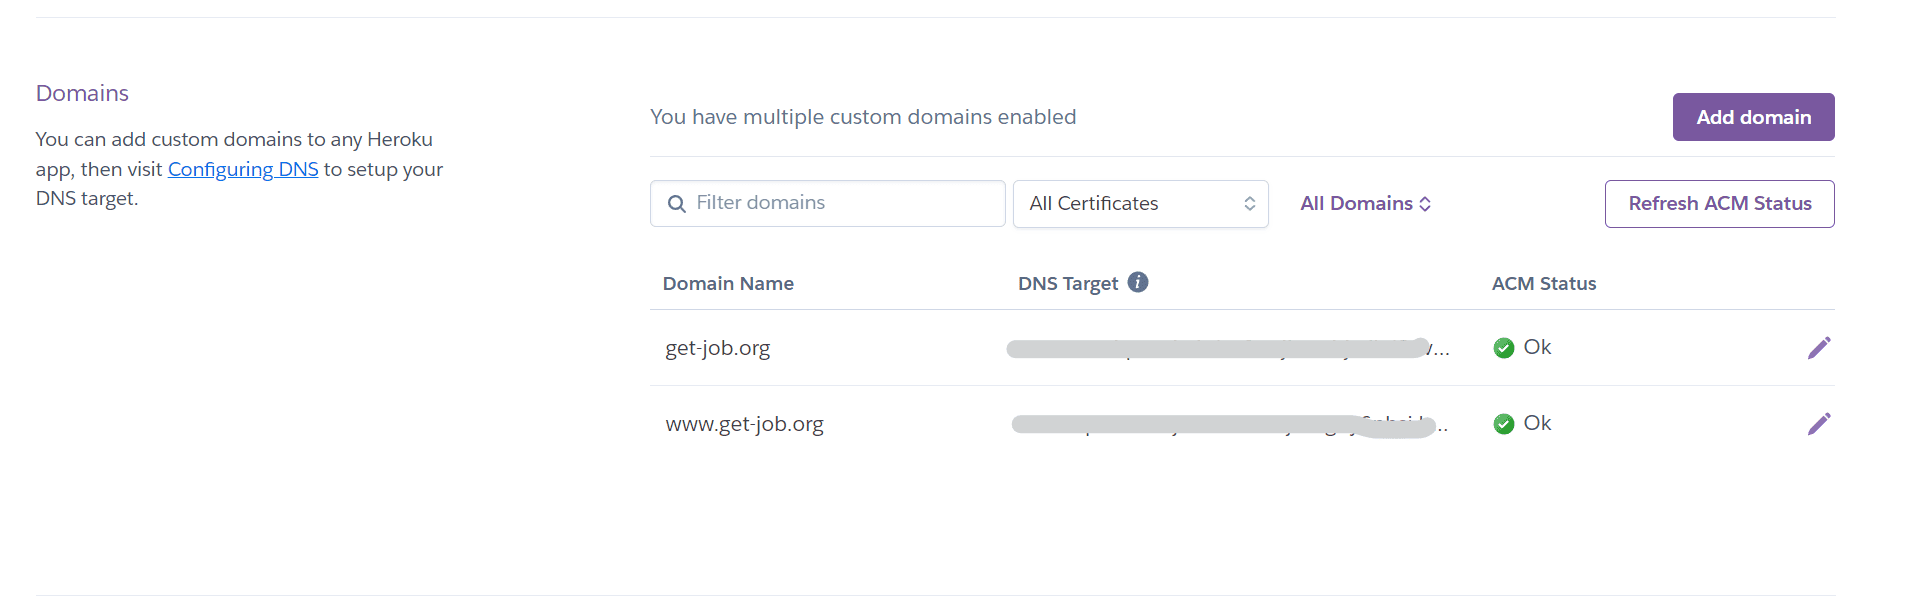 Domains
You can add custom domains to any Heroku
app, then visit Configuring DNS to setup your
DNS target.
You have multiple custom domains enabled
Add domain
Filter domains
All Certificates
All Domains
Refresh ACM Status
Domain Name
DNS Target
ACM Status
get-job.org
Ok
www.get-job.org
Ok